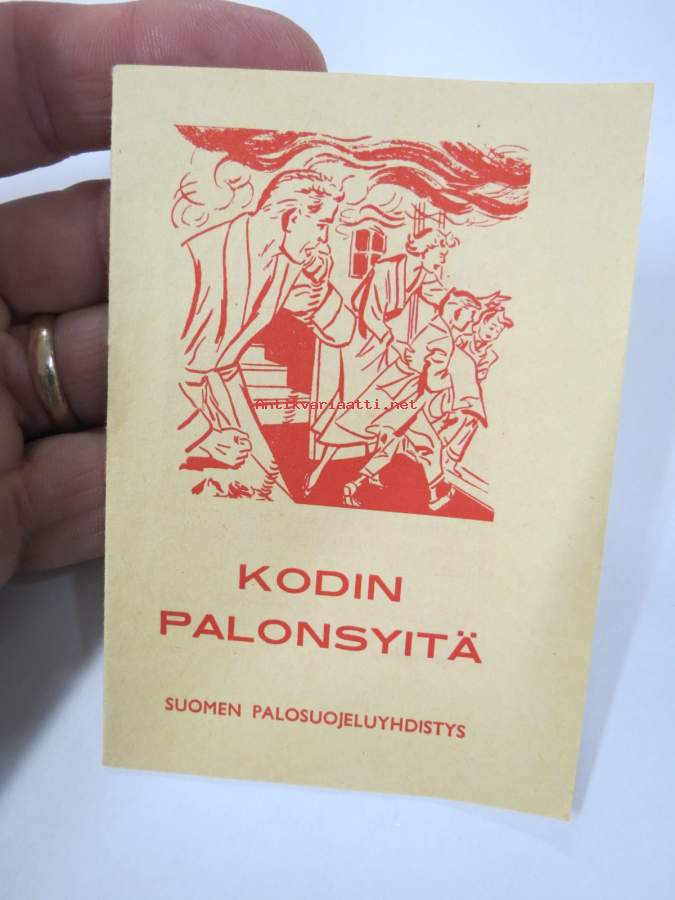 Antikvariaatti.net
KODIN
PALONSYITÄ
SUOMEN PALOSUOJELUYHDISTYS